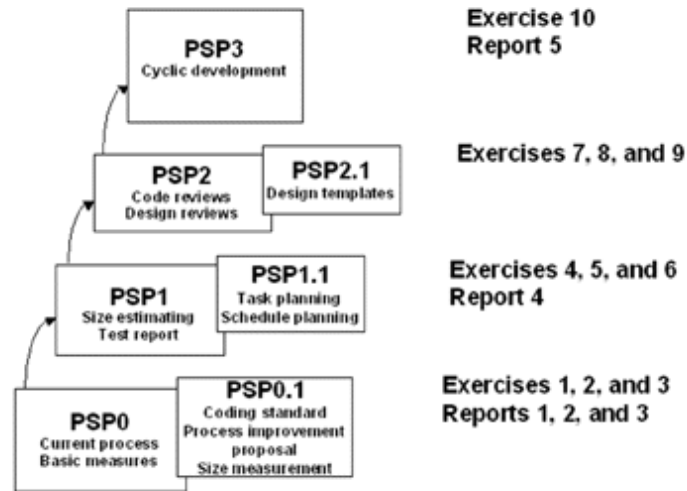 PSP3
Cyclic development
Exercise 10
Report 5
PSP2
Code reviews
Design reviews
PSP2.1
Design templates
Exercises 7, 8, and 9
PSP1
Size estimating
Test report
PSP1.1
Task planning
Schedule planning
Exercises 4, 5, and 6
Report 4
PSP0
Current process
Basic measures
PSP0.1
Coding standard
Process improvement
proposal
Size measurement
Exercises 1, 2, and 3
Reports 1, 2, and 3